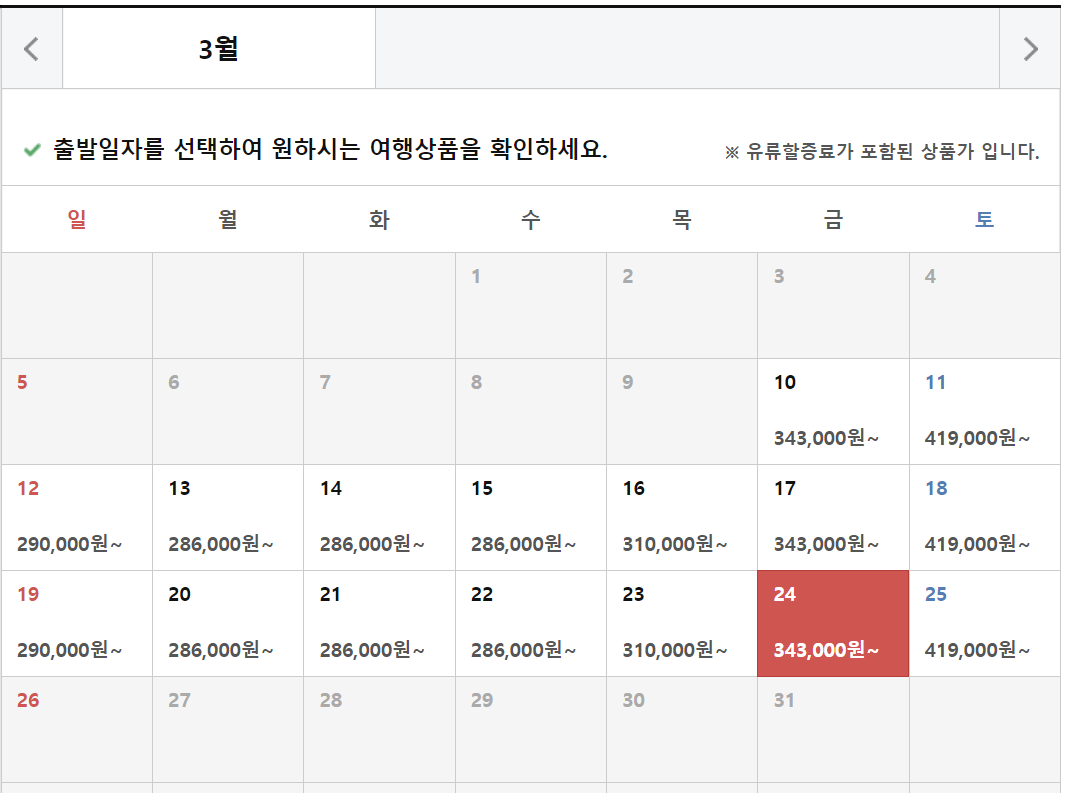 3월
출발일자를 선택하여 원하시는 여행상품을 확인하세요.
※ 유류할증료가 포함된 상품가 입니다.
일 월 화 수 목 금 토
1 2 3 4
5 6 7 8 9 10 11
343,000원~ 419,000원~
12 13 14 15 16 17 18
290,000원~ 286,000원~ 286,000원~ 286,000원~ 310,000원~ 343,000원~ 419,000원~
19 20 21 22 23 24 25
290,000원~ 286,000원~ 286,000원~ 286,000원~ 310,000원~ 343,000원~ 419,000원~
26 27 28 29 30 31